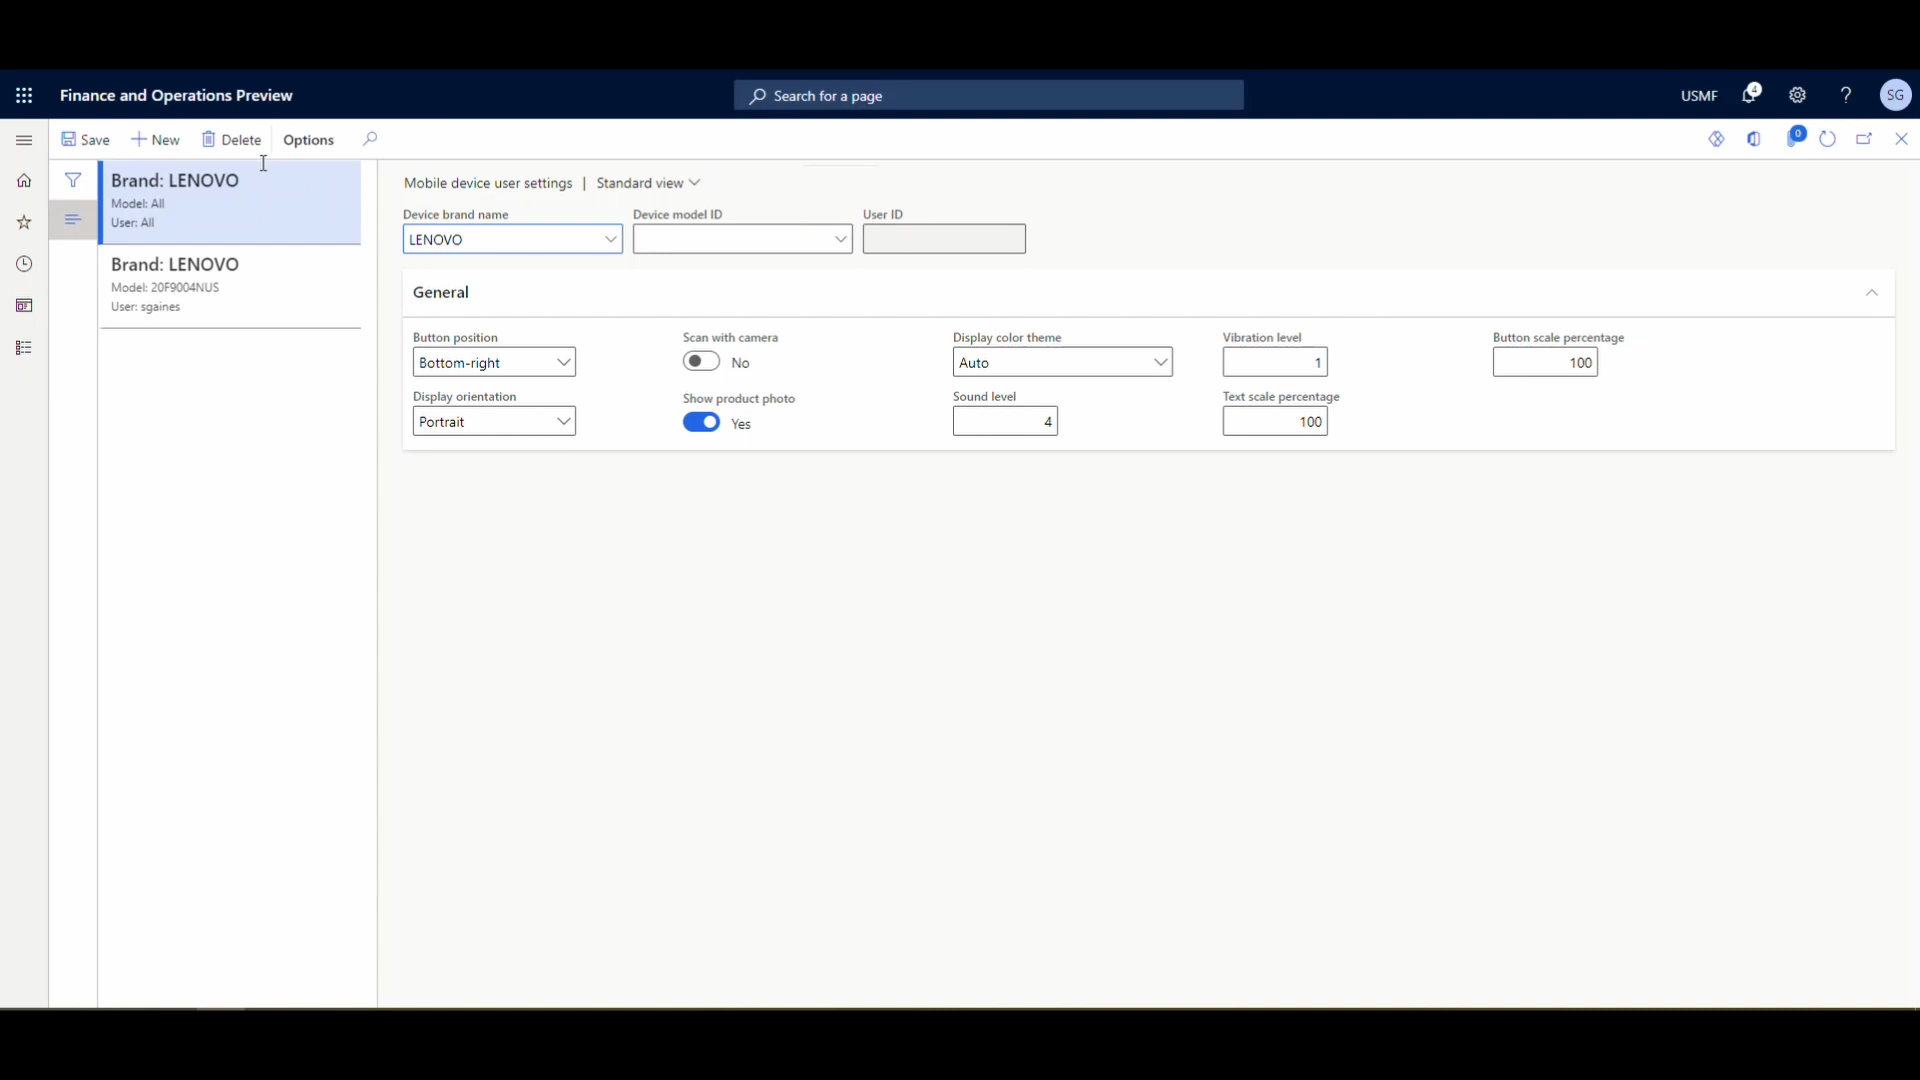 Finance and Operations Preview
Search for a page
USMF
4
?
SG
Save
New
Delete
Options
0
Brand: LENOVO
Model: All
User: All
Brand: LENOVO
Model: 20F9004NUS
User: sgaines
Mobile device user settings | Standard view
Device brand name Device model ID User ID
LENOVO
General
Button position Scan with camera Display color theme Vibration level Button scale percentage
Bottom-right No Auto 1 100
Display orientation Show product photo Sound level Text scale percentage
Portrait Yes 4 100